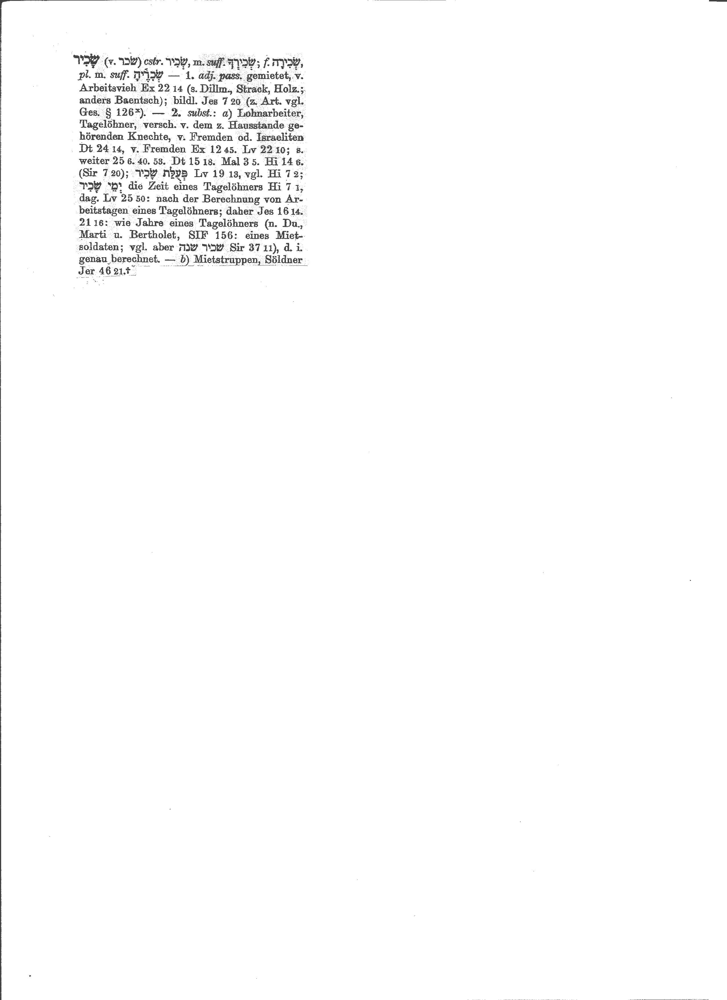 שָׂכִיר (v. שׂכר) cstr. שְׂכִיר, m. suff. שְׂכִירְךָ; f. שְׂכִירָה,
pl. m. suff. שְׂכִרֶ֫יהָ — 1. adj. pass. gemietet, v.
Arbeitsvieh Ex 22 14 (s. Dillm., Strack, Holz.;
anders Baentsch); bildl. Jes 7 20 (z. Art. vgl.
Ges. § 126ˣ). — 2. subst.: a) Lohnarbeiter,
Tagelöhner, versch. v. dem z. Hausstande ge-
hörenden Knechte, v. Fremden od. Israeliten
Dt 24 14, v. Fremden Ex 12 45. Lv 22 10; s.
weiter 25 6. 40. 53. Dt 15 18. Mal 3 5. Hi 14 6.
(Sir 7 20); פְּעֻלַּת שָׂכִיר Lv 19 13, vgl. Hi 7 2;
יְמֵי שָׂכִיר die Zeit eines Tagelöhners Hi 7 1,
dag. Lv 25 50: nach der Berechnung von Ar-
beitstagen eines Tagelöhners; daher Jes 16 14.
21 16: wie Jahre eines Tagelöhners (n. Du.,
Marti u. Bertholet, SIF 156: eines Miet-
soldaten; vgl. aber שכיר שנה Sir 37 11), d. i.
genau berechnet. — b) Mietstruppen, Söldner
Jer 46 21.†